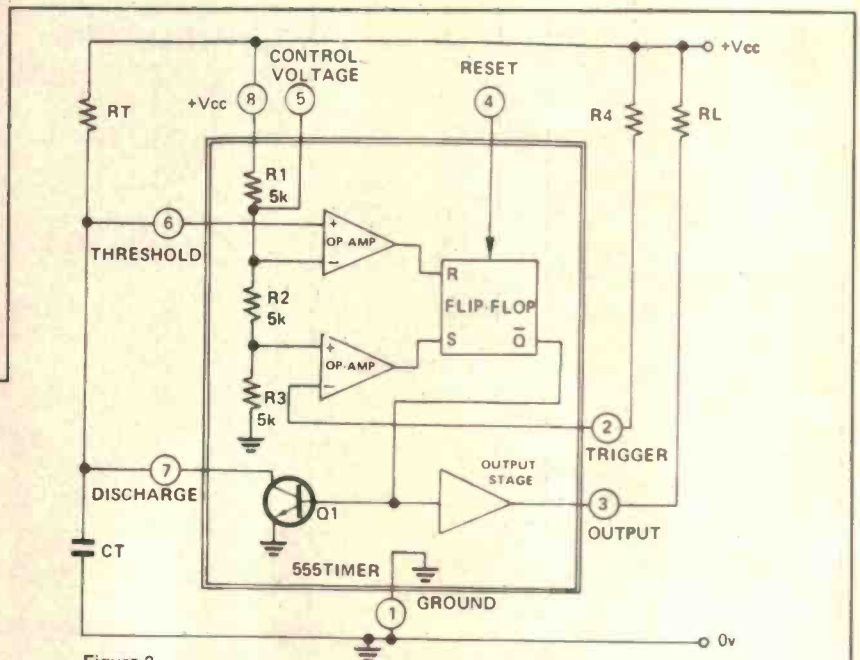 +Vcc
CONTROL
VOLTAGE
RESET
+Vcc
8
5
4
RT
R4
RL
R1
5k
6
THRESHOLD
+
OP-AMP
−
R
FLIP-FLOP
R2
5k
S
Q̅
+
OP-AMP
−
R3
5k
2
TRIGGER
7
DISCHARGE
OUTPUT
STAGE
Q1
3
OUTPUT
CT
555TIMER
1
GROUND
0v
Figure 2